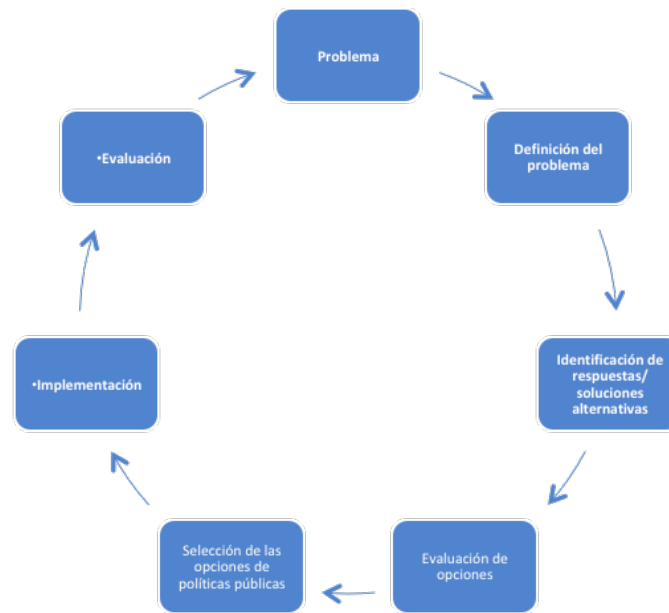 Problema
Definición del
problema
Identificación de
respuestas/
soluciones
alternativas
Evaluación de
opciones
Selección de las
opciones de
políticas públicas
•Implementación
•Evaluación